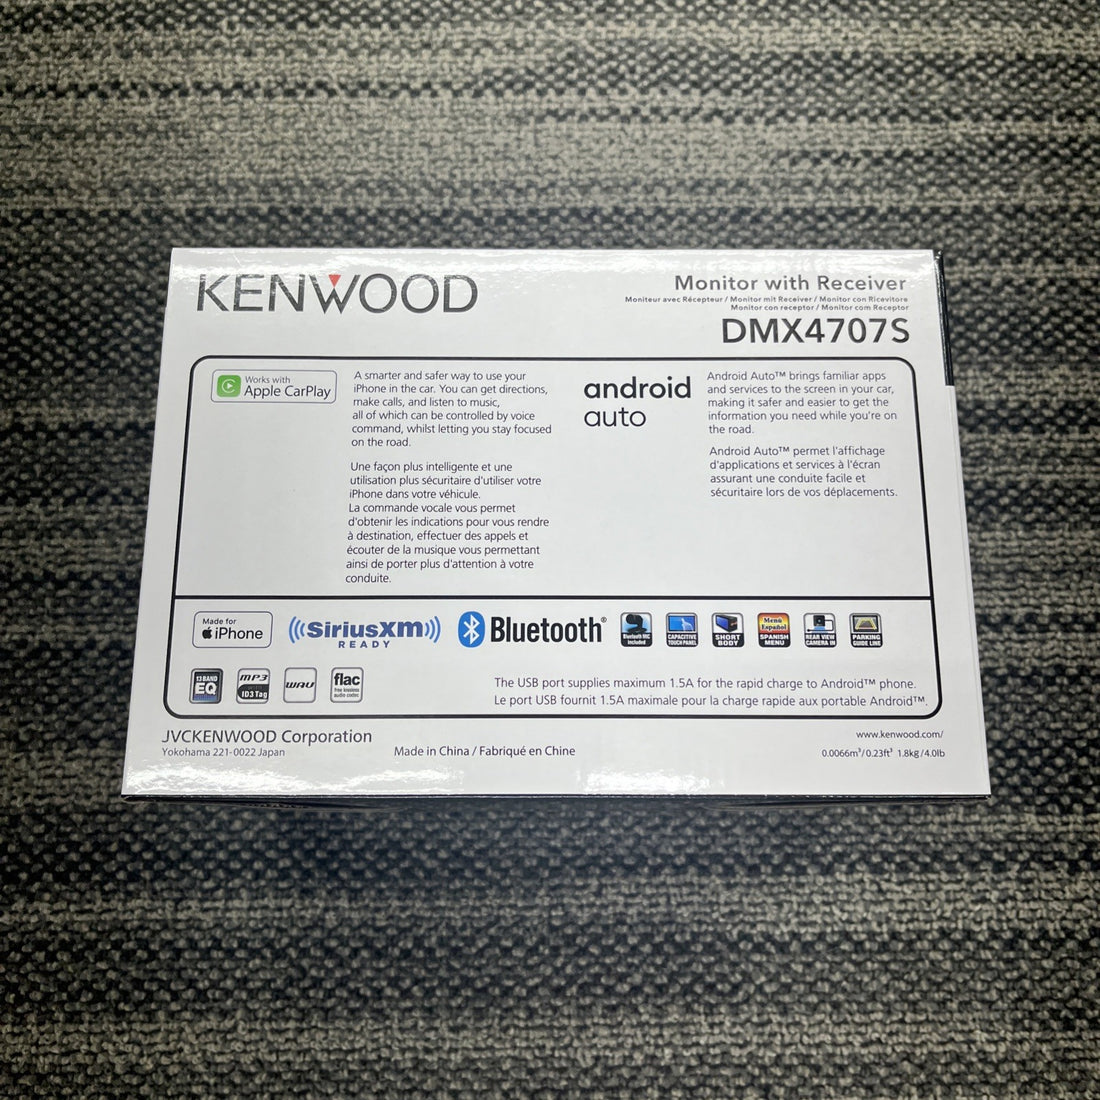 KENWOOD
Monitor with Receiver
Moniteur avec Récepteur / Monitor mit Receiver / Monitor con Ricevitore
Monitor con receptor / Monitor com Receptor
DMX4707S
Works with
Apple CarPlay
A smarter and safer way to use your
iPhone in the car. You can get directions,
make calls, and listen to music,
all of which can be controlled by voice
command, whilst letting you stay focused
on the road.
Une façon plus intelligente et une
utilisation plus sécuritaire d'utiliser votre
iPhone dans votre véhicule.
La commande vocale vous permet
d'obtenir les indications pour vous rendre
à destination, effectuer des appels et
écouter de la musique vous permettant
ainsi de porter plus d'attention à votre
conduite.
android
auto
Android Auto™ brings familiar apps
and services to the screen in your car,
making it safer and easier to get the
information you need while you're on
the road.
Android Auto™ permet l'affichage
d'applications et services à l'écran
assurant une conduite facile et
sécuritaire lors de vos déplacements.
Made for
iPhone
SiriusXm
READY
Bluetooth®
Bluetooth MIC
Included
CAPACITIVE
TOUCH PANEL
SHORT
BODY
Menú
Español
SPANISH
MENU
REAR VIEW
CAMERA IN
PARKING
GUIDE LINE
13 BAND
EQ
MP3
ID3 Tag
WAV
flac
free lossless
audio codec
The USB port supplies maximum 1.5A for the rapid charge to Android™ phone.
Le port USB fournit 1.5A maximale pour la charge rapide aux portable Android™.
JVCKENWOOD Corporation
Yokohama 221-0022 Japan
Made in China / Fabriqué en Chine
www.kenwood.com/
0.0066m³/0.23ft³ 1.8kg/4.0lb